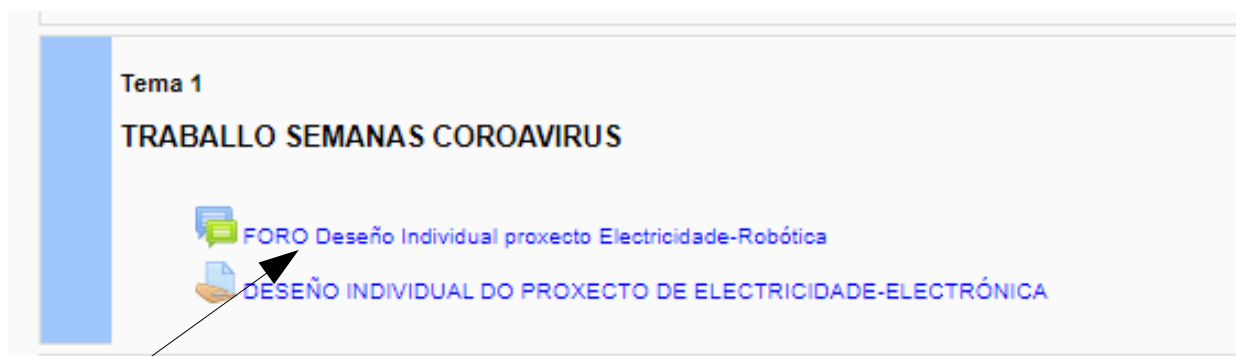 Tema 1
TRABALLO SEMANAS COROAVIRUS
FORO Deseño Individual proxecto Electricidade-Robótica
DESEÑO INDIVIDUAL DO PROXECTO DE ELECTRICIDADE-ELECTRÓNICA